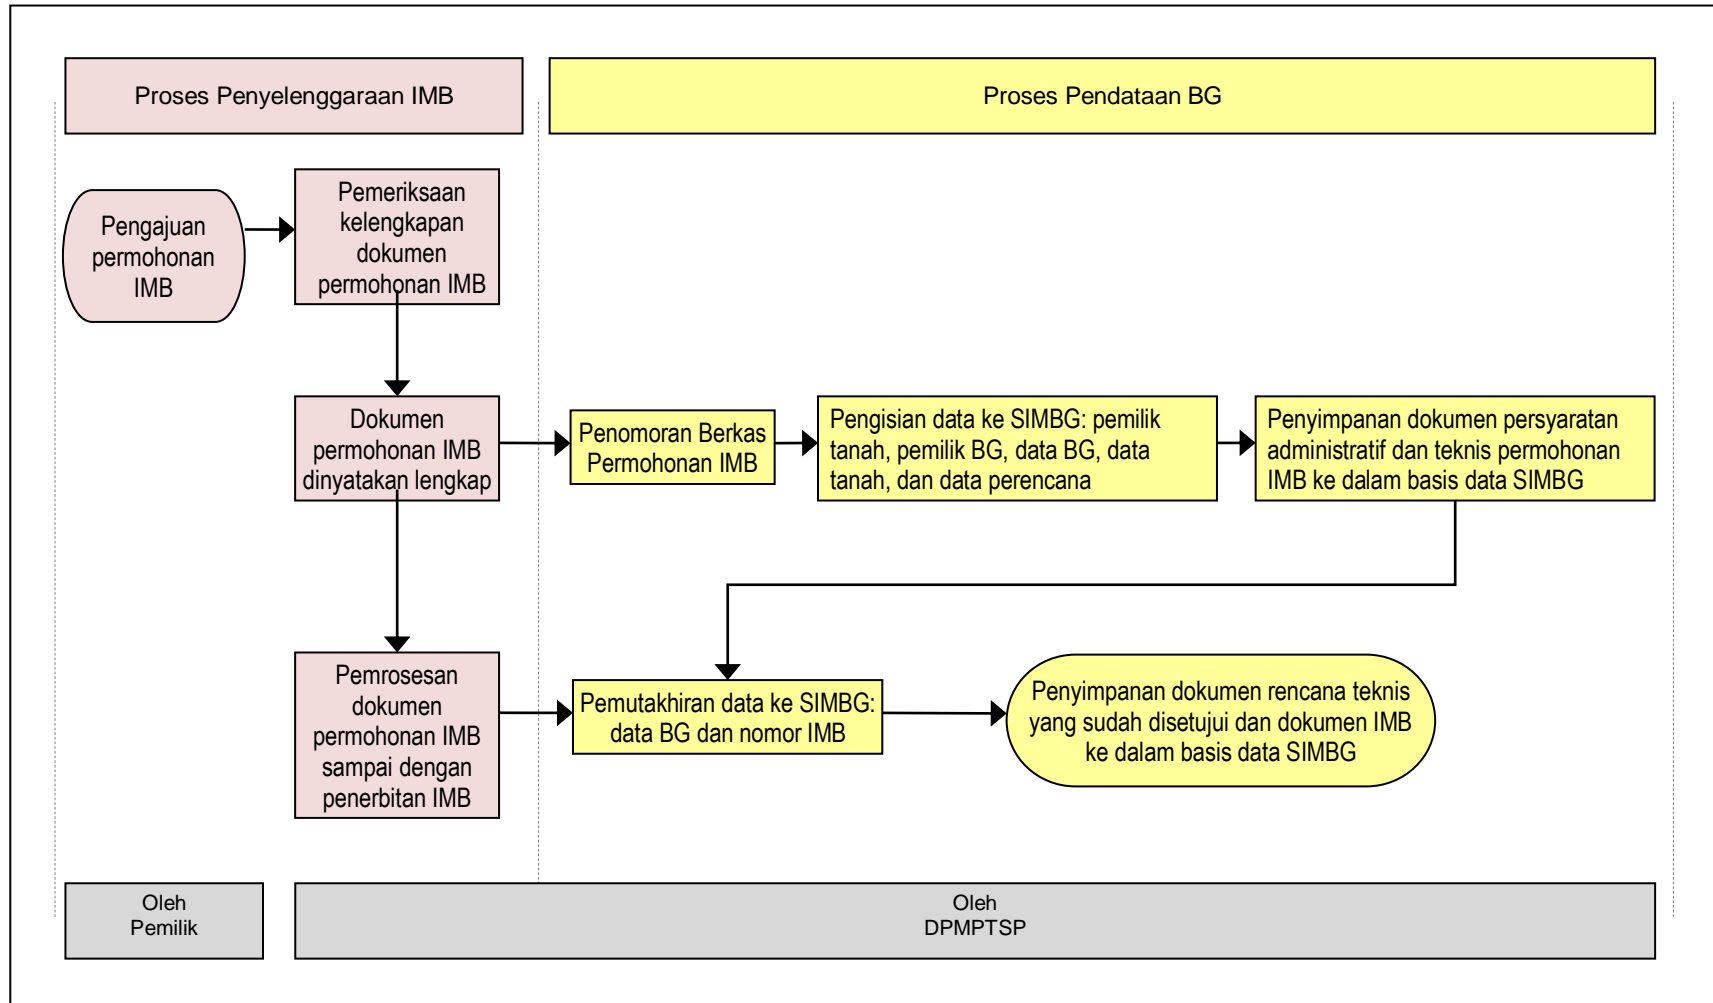 Proses Penyelenggaraan IMB
Proses Pendataan BG
Pengajuan
permohonan
IMB
Pemeriksaan
kelengkapan
dokumen
permohonan IMB
Dokumen
permohonan IMB
dinyatakan lengkap
Penomoran Berkas
Permohonan IMB
Pengisian data ke SIMBG: pemilik
tanah, pemilik BG, data BG, data
tanah, dan data perencana
Penyimpanan dokumen persyaratan
administratif dan teknis permohonan
IMB ke dalam basis data SIMBG
Pemrosesan
dokumen
permohonan IMB
sampai dengan
penerbitan IMB
Pemutakhiran data ke SIMBG:
data BG dan nomor IMB
Penyimpanan dokumen rencana teknis
yang sudah disetujui dan dokumen IMB
ke dalam basis data SIMBG
Oleh
Pemilik
Oleh
DPMPTSP